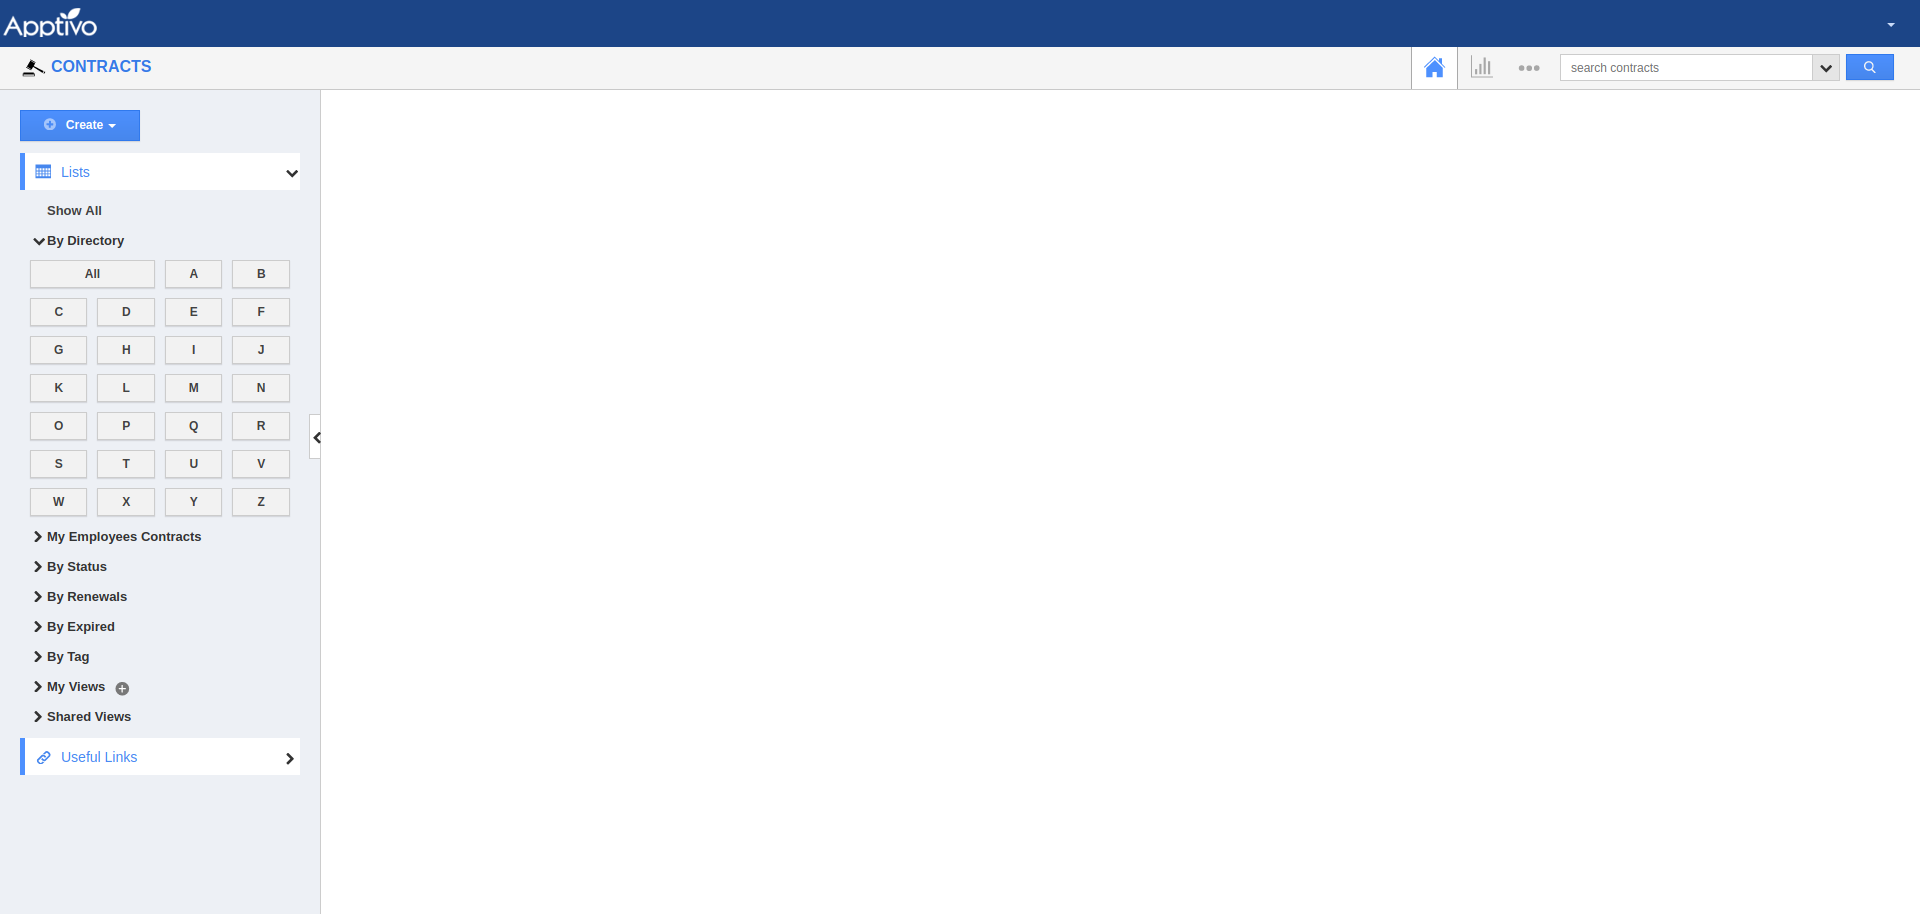 Apptivo
CONTRACTS
search contracts
Create
Lists
Show All
By Directory
All A B
C D E F
G H I J
K L M N
O P Q R
S T U V
W X Y Z
My Employees Contracts
By Status
By Renewals
By Expired
By Tag
My Views
Shared Views
Useful Links